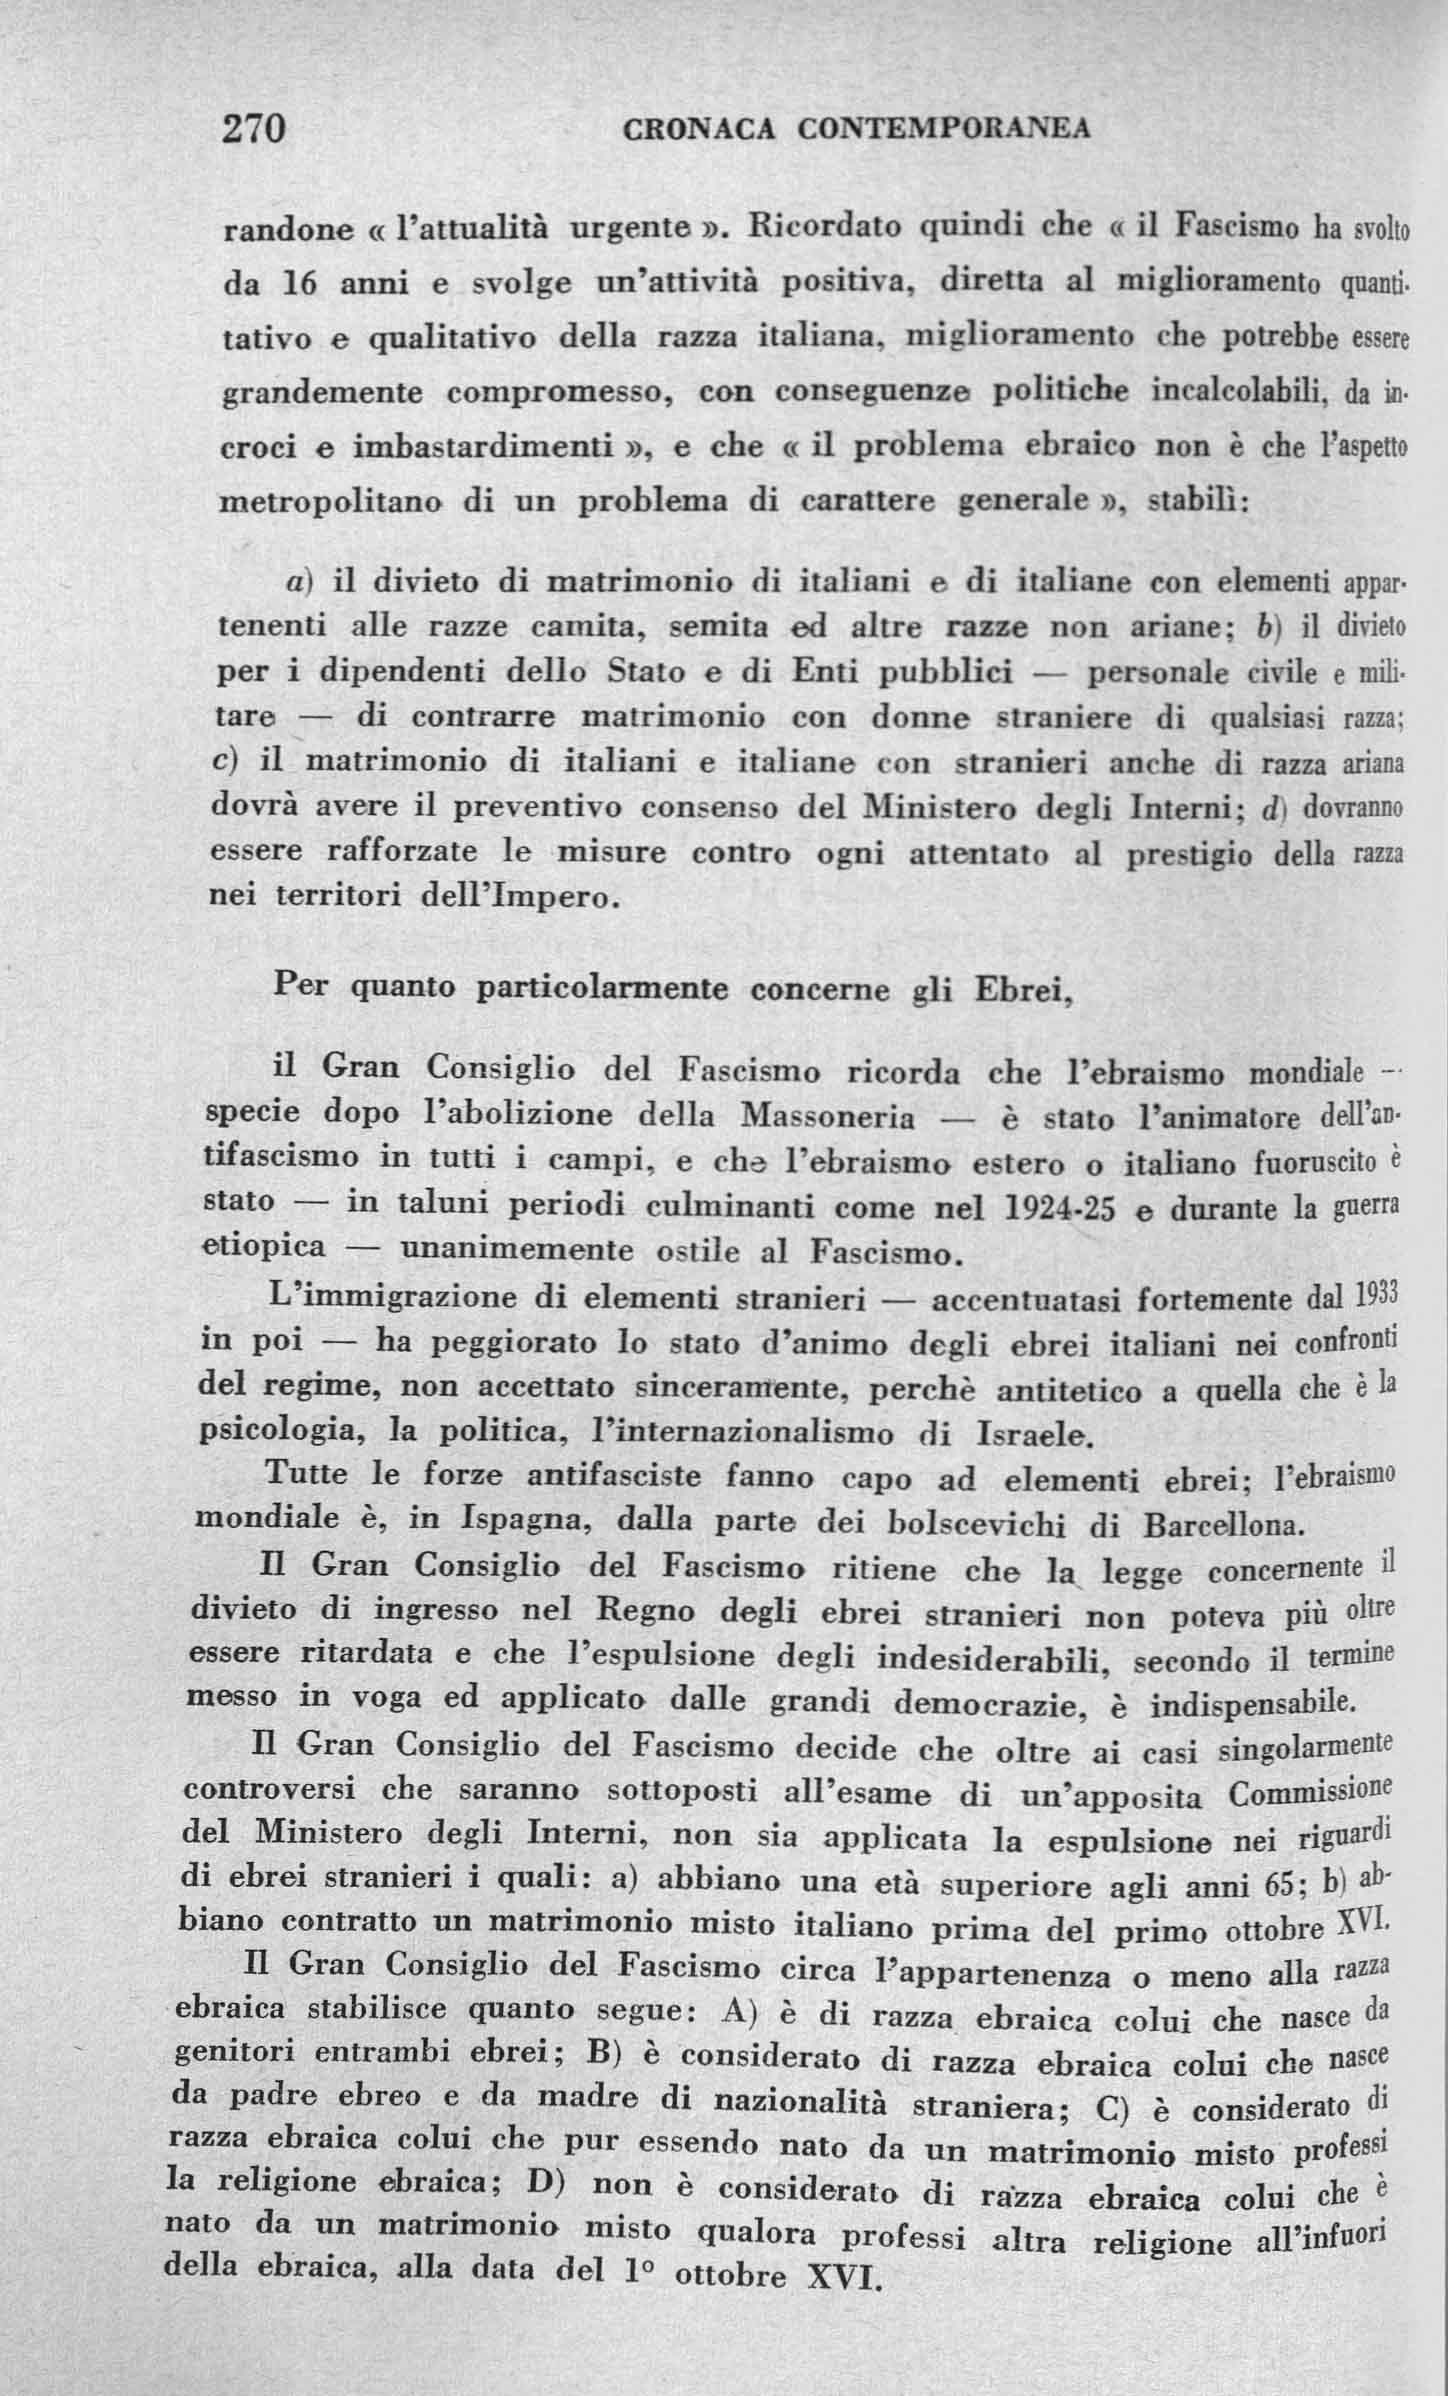 270 CRONACA CONTEMPORANEA
randone « l'attualità urgente ». Ricordato quindi che « il Fascismo ha svolto
da 16 anni e svolge un'attività positiva, diretta al miglioramento quanti-
tativo e qualitativo della razza italiana, miglioramento che potrebbe essere
grandemente compromesso, con conseguenze politiche incalcolabili, da in-
croci e imbastardimenti », e che « il problema ebraico non è che l'aspetto
metropolitano di un problema di carattere generale », stabilì:
a) il divieto di matrimonio di italiani e di italiane con elementi appar-
tenenti alle razze camita, semita ed altre razze non ariane; b) il divieto
per i dipendenti dello Stato e di Enti pubblici — personale civile e mili-
tare — di contrarre matrimonio con donne straniere di qualsiasi razza;
c) il matrimonio di italiani e italiane con stranieri anche di razza ariana
dovrà avere il preventivo consenso del Ministero degli Interni; d) dovranno
essere rafforzate le misure contro ogni attentato al prestigio della razza
nei territori dell'Impero.
Per quanto particolarmente concerne gli Ebrei,
il Gran Consiglio del Fascismo ricorda che l'ebraismo mondiale —
specie dopo l'abolizione della Massoneria — è stato l'animatore dell'an-
tifascismo in tutti i campi, e che l'ebraismo estero o italiano fuoruscito è
stato — in taluni periodi culminanti come nel 1924-25 e durante la guerra
etiopica — unanimemente ostile al Fascismo.
L'immigrazione di elementi stranieri — accentuatasi fortemente dal 1933
in poi — ha peggiorato lo stato d'animo degli ebrei italiani nei confronti
del regime, non accettato sinceramente, perchè antitetico a quella che è la
psicologia, la politica, l'internazionalismo di Israele.
Tutte le forze antifasciste fanno capo ad elementi ebrei; l'ebraismo
mondiale è, in Ispagna, dalla parte dei bolscevichi di Barcellona.
Il Gran Consiglio del Fascismo ritiene che la legge concernente il
divieto di ingresso nel Regno degli ebrei stranieri non poteva più oltre
essere ritardata e che l'espulsione degli indesiderabili, secondo il termine
messo in voga ed applicato dalle grandi democrazie, è indispensabile.
Il Gran Consiglio del Fascismo decide che oltre ai casi singolarmente
controversi che saranno sottoposti all'esame di un'apposita Commissione
del Ministero degli Interni, non sia applicata la espulsione nei riguardi
di ebrei stranieri i quali: a) abbiano una età superiore agli anni 65; b) ab-
biano contratto un matrimonio misto italiano prima del primo ottobre XVI.
Il Gran Consiglio del Fascismo circa l'appartenenza o meno alla razza
ebraica stabilisce quanto segue: A) è di razza ebraica colui che nasce da
genitori entrambi ebrei; B) è considerato di razza ebraica colui che nasce
da padre ebreo e da madre di nazionalità straniera; C) è considerato di
razza ebraica colui che pur essendo nato da un matrimonio misto professi
la religione ebraica; D) non è considerato di razza ebraica colui che è
nato da un matrimonio misto qualora professi altra religione all'infuori
della ebraica, alla data del 1º ottobre XVI.